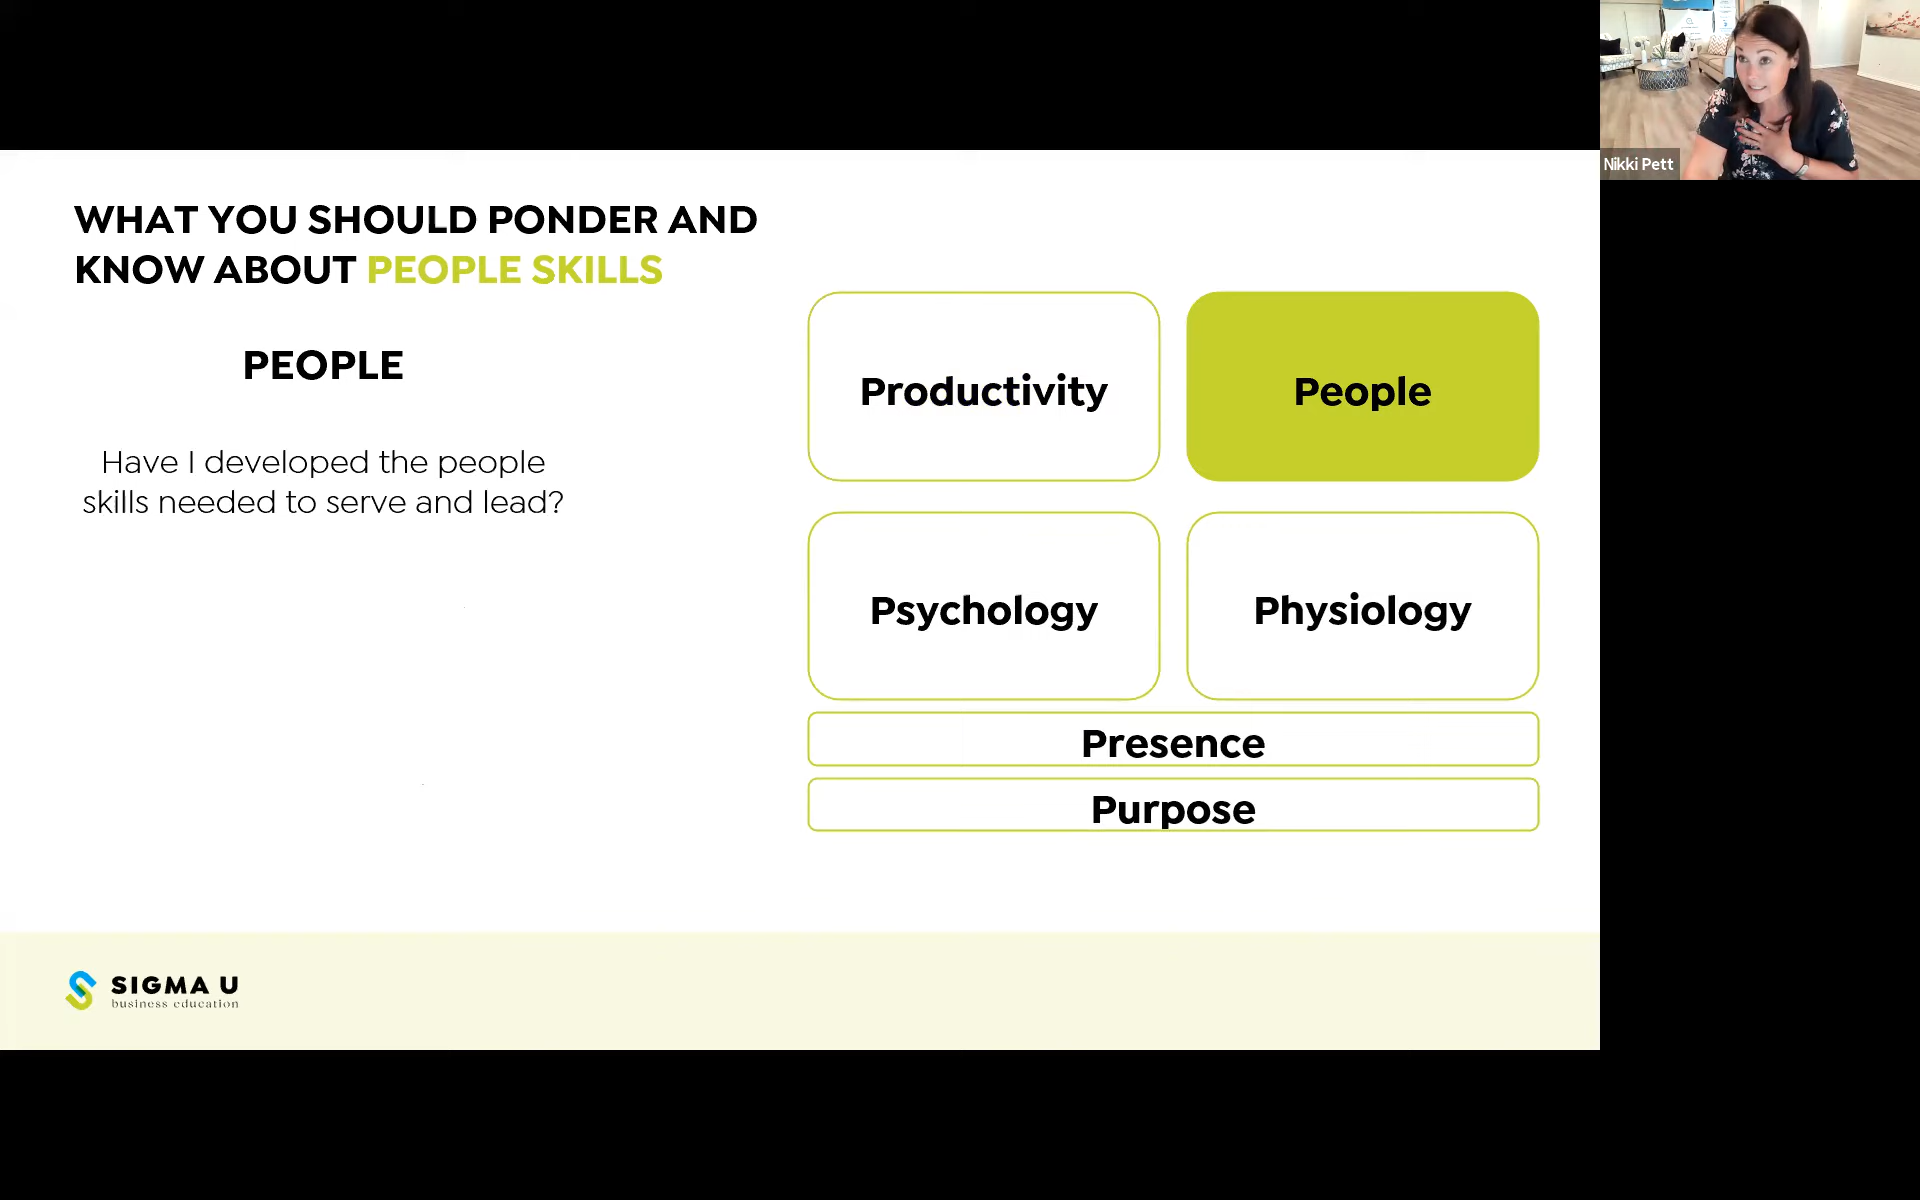 WHAT YOU SHOULD PONDER AND
KNOW ABOUT PEOPLE SKILLS
PEOPLE
Have I developed the people
skills needed to serve and lead?
Productivity
People
Psychology
Physiology
Presence
Purpose
SIGMA U
business education
Nikki Pett